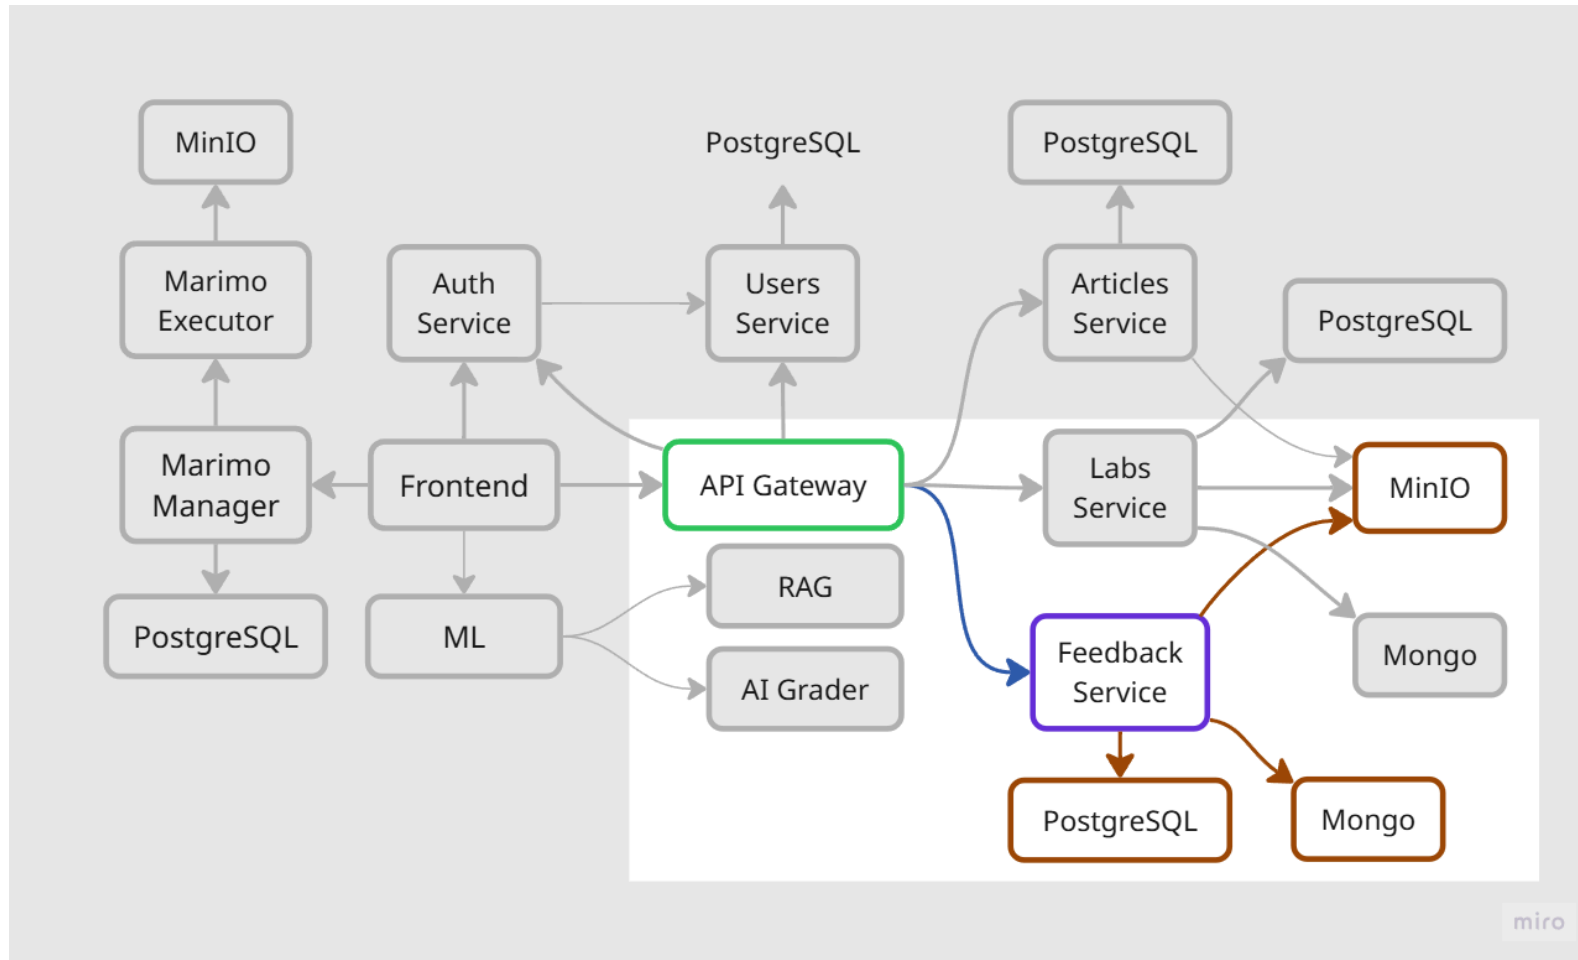 MinIO
PostgreSQL
PostgreSQL
Marimo
Executor
Auth
Service
Users
Service
Articles
Service
PostgreSQL
Marimo
Manager
Frontend
API Gateway
Labs
Service
MinIO
PostgreSQL
ML
RAG
AI Grader
Feedback
Service
Mongo
PostgreSQL
Mongo
miro